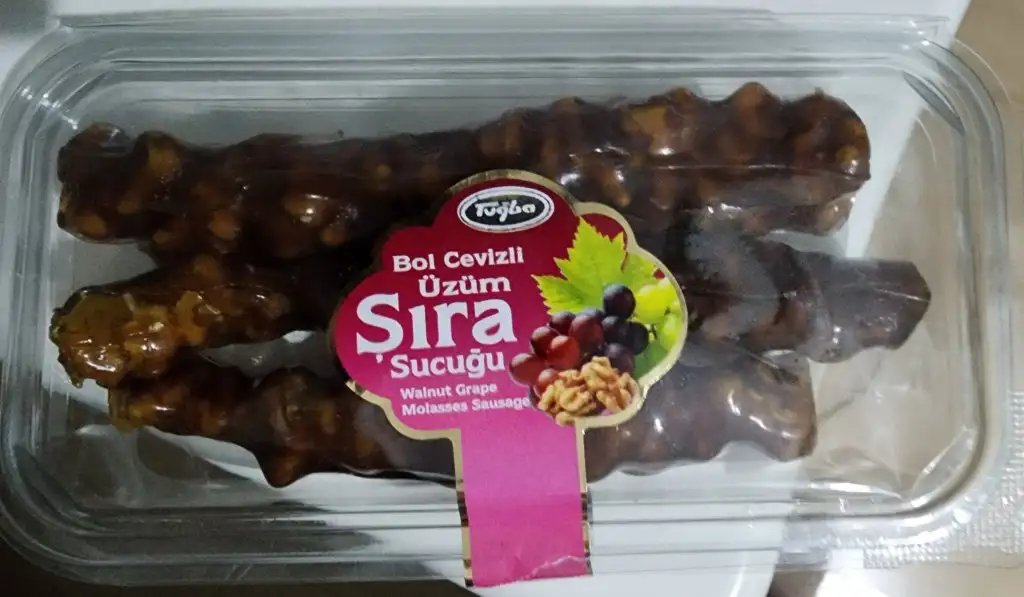 Tuğba
Bol Cevizli
Üzüm
Şıra
Sucuğu
Walnut Grape
Molasses Sausage